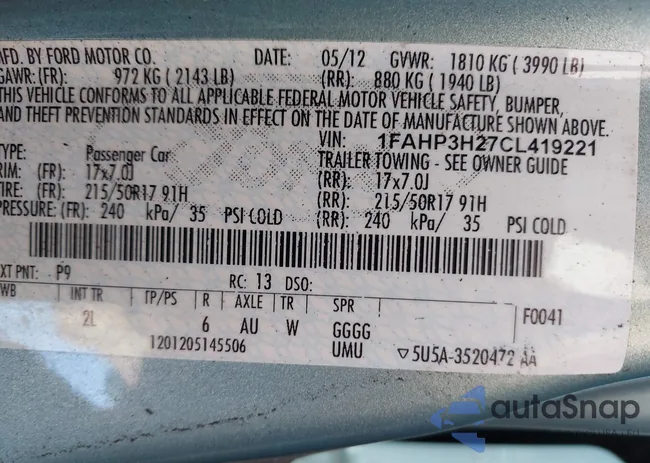 MFD. BY FORD MOTOR CO. DATE: 05/12 GVWR: 1810 KG ( 3990 LB)
GAWR: (FR): 972 KG ( 2143 LB) (RR): 880 KG ( 1940 LB)
THIS VEHICLE CONFORMS TO ALL APPLICABLE FEDERAL MOTOR VEHICLE SAFETY, BUMPER,
AND THEFT PREVENTION STANDARDS IN EFFECT ON THE DATE OF MANUFACTURE SHOWN ABOVE.
VIN: 1FAHP3H27CL419221
TYPE: Passenger Car TRAILER TOWING - SEE OWNER GUIDE
RIM: (FR): 17x7.0J (RR): 17x7.0J
TIRE: (FR): 215/50R17 91H (RR): 215/50R17 91H
PRESSURE: (FR): 240 kPa/ 35 PSI COLD (RR): 240 kPa/ 35 PSI COLD
XT PNT: P9 RC: 13 DSO:
WB INT TR TP/PS R AXLE TR SPR F0041
2L 6 AU W GGGG
1201205145506 UMU ▽5U5A-3520472 AA
autoSnap